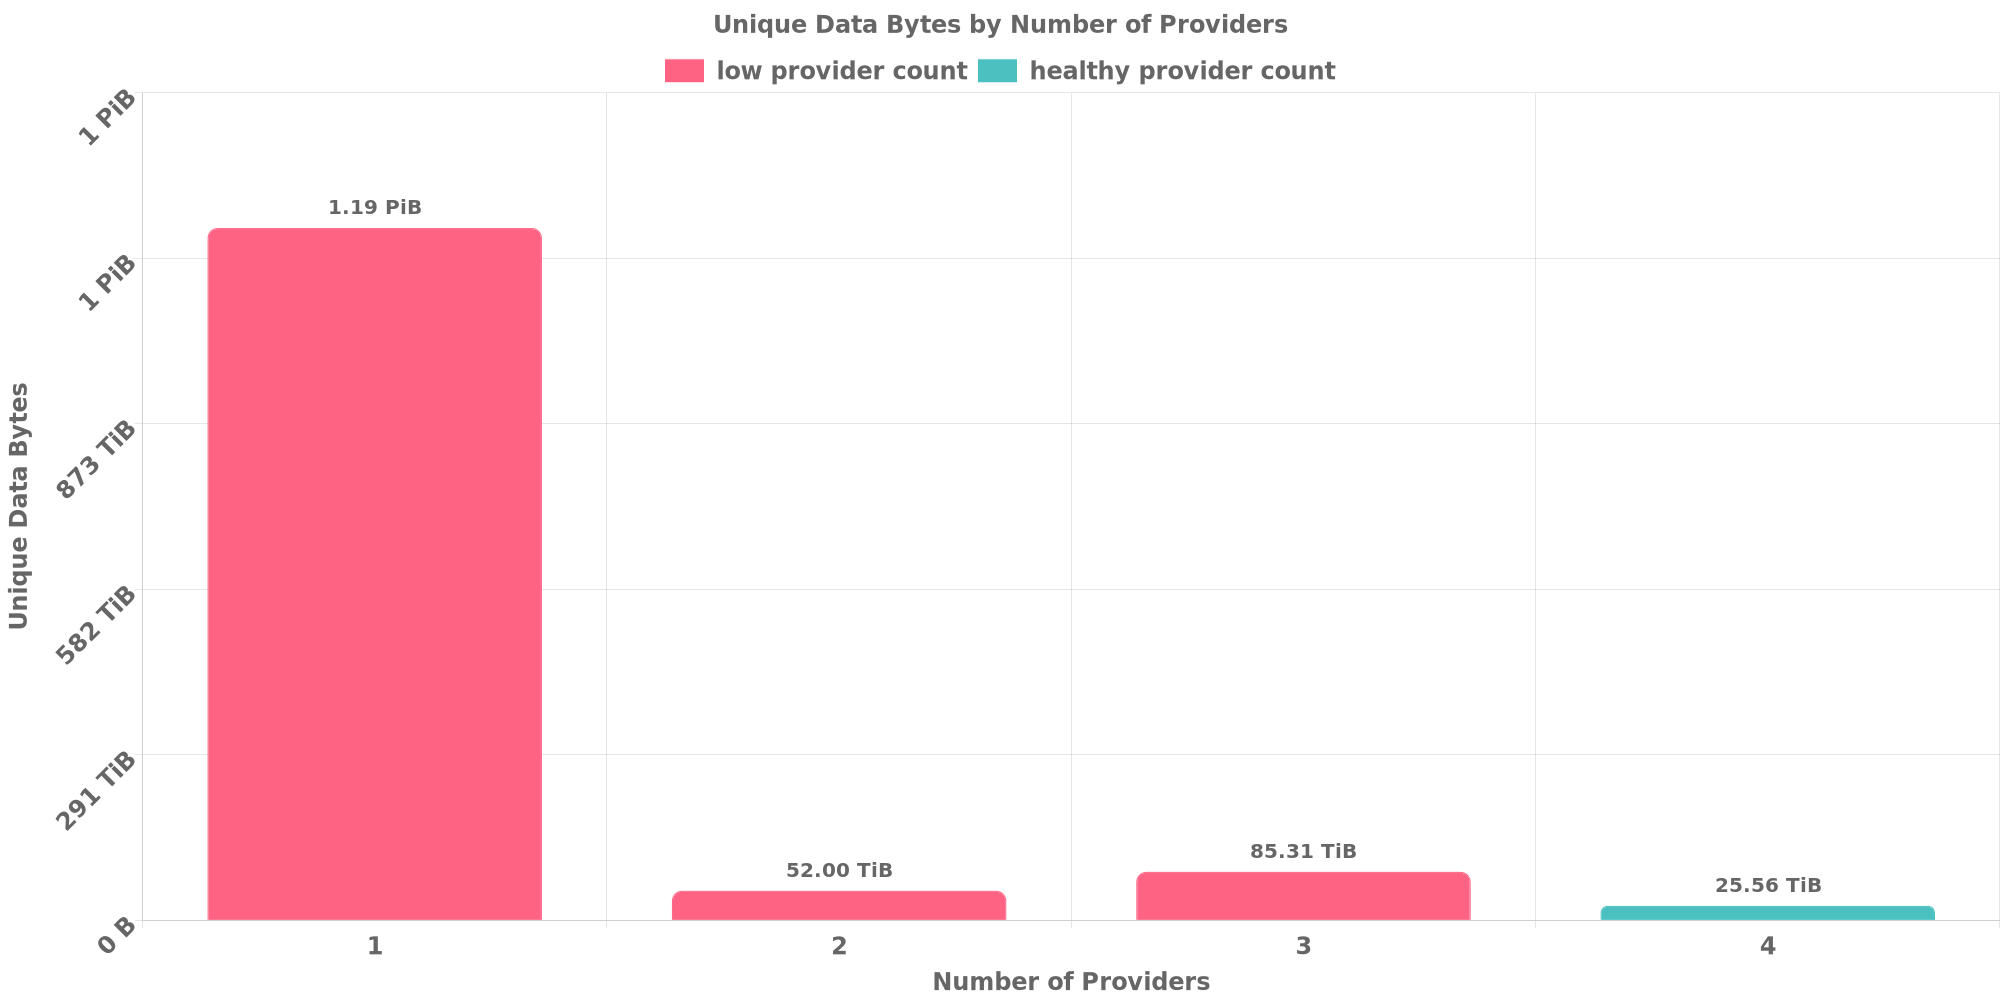 Unique Data Bytes by Number of Providers
low provider count healthy provider count
1 PiB
1 PiB
873 TiB
582 TiB
291 TiB
0 B
Unique Data Bytes
1.19 PiB
52.00 TiB
85.31 TiB
25.56 TiB
1 2 3 4
Number of Providers